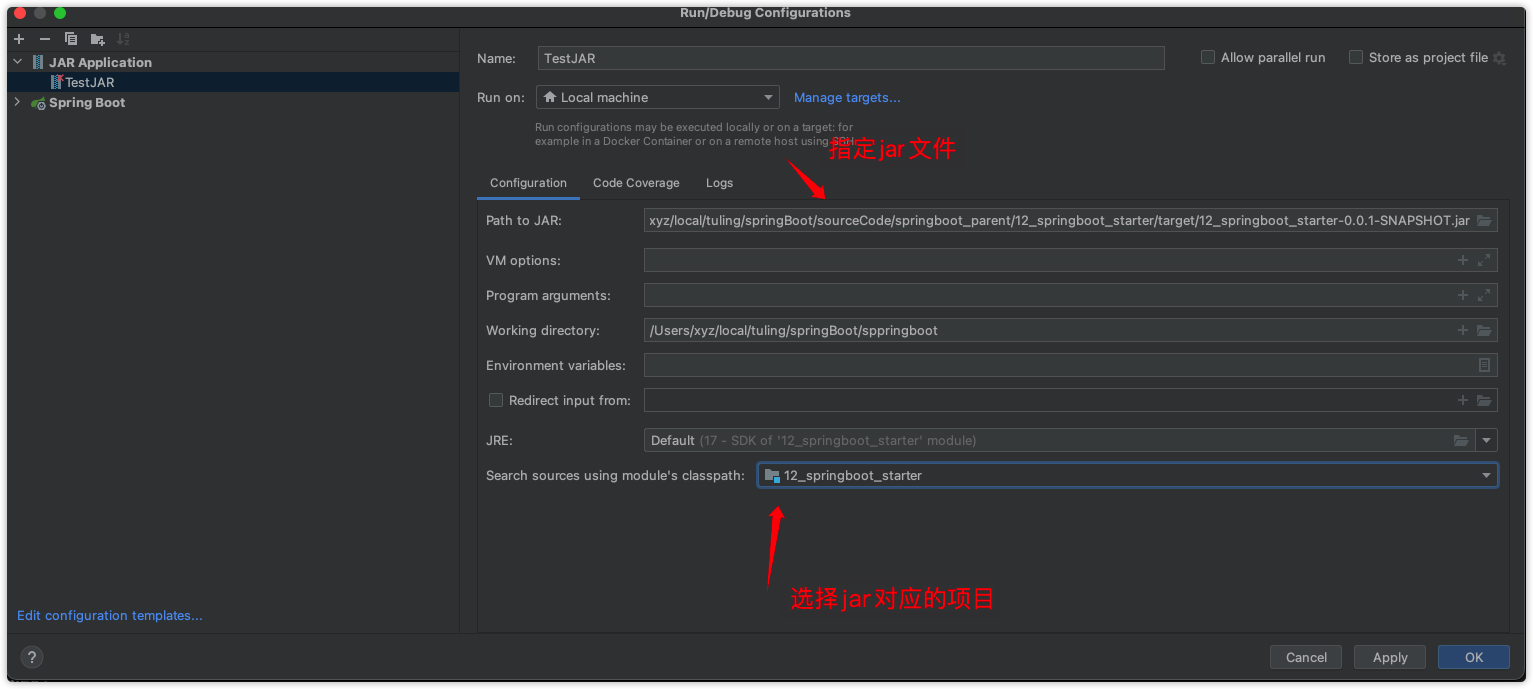 Run/Debug Configurations
JAR Application
TestJAR
Spring Boot
Name:
TestJAR
Allow parallel run
Store as project file
Run on:
Local machine
Manage targets...
Run configurations may be executed locally or on a target: for
example in a Docker Container or on a remote host using SSH.
指定jar文件
Configuration
Code Coverage
Logs
Path to JAR:
xyz/local/tuling/springBoot/sourceCode/springboot_parent/12_springboot_starter/target/12_springboot_starter-0.0.1-SNAPSHOT.jar
VM options:
Program arguments:
Working directory:
/Users/xyz/local/tuling/springBoot/sppringboot
Environment variables:
Redirect input from:
JRE:
Default (17 - SDK of '12_springboot_starter' module)
Search sources using module's classpath:
12_springboot_starter
选择jar对应的项目
Edit configuration templates...
?
Cancel
Apply
OK